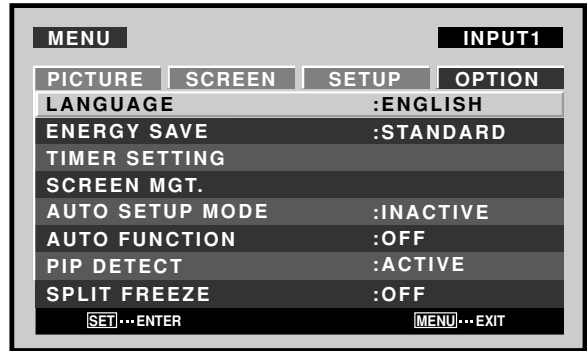 MENU INPUT1
PICTURE SCREEN SETUP OPTION
LANGUAGE :ENGLISH
ENERGY SAVE :STANDARD
TIMER SETTING
SCREEN MGT.
AUTO SETUP MODE :INACTIVE
AUTO FUNCTION :OFF
PIP DETECT :ACTIVE
SPLIT FREEZE :OFF
SET···ENTER MENU···EXIT